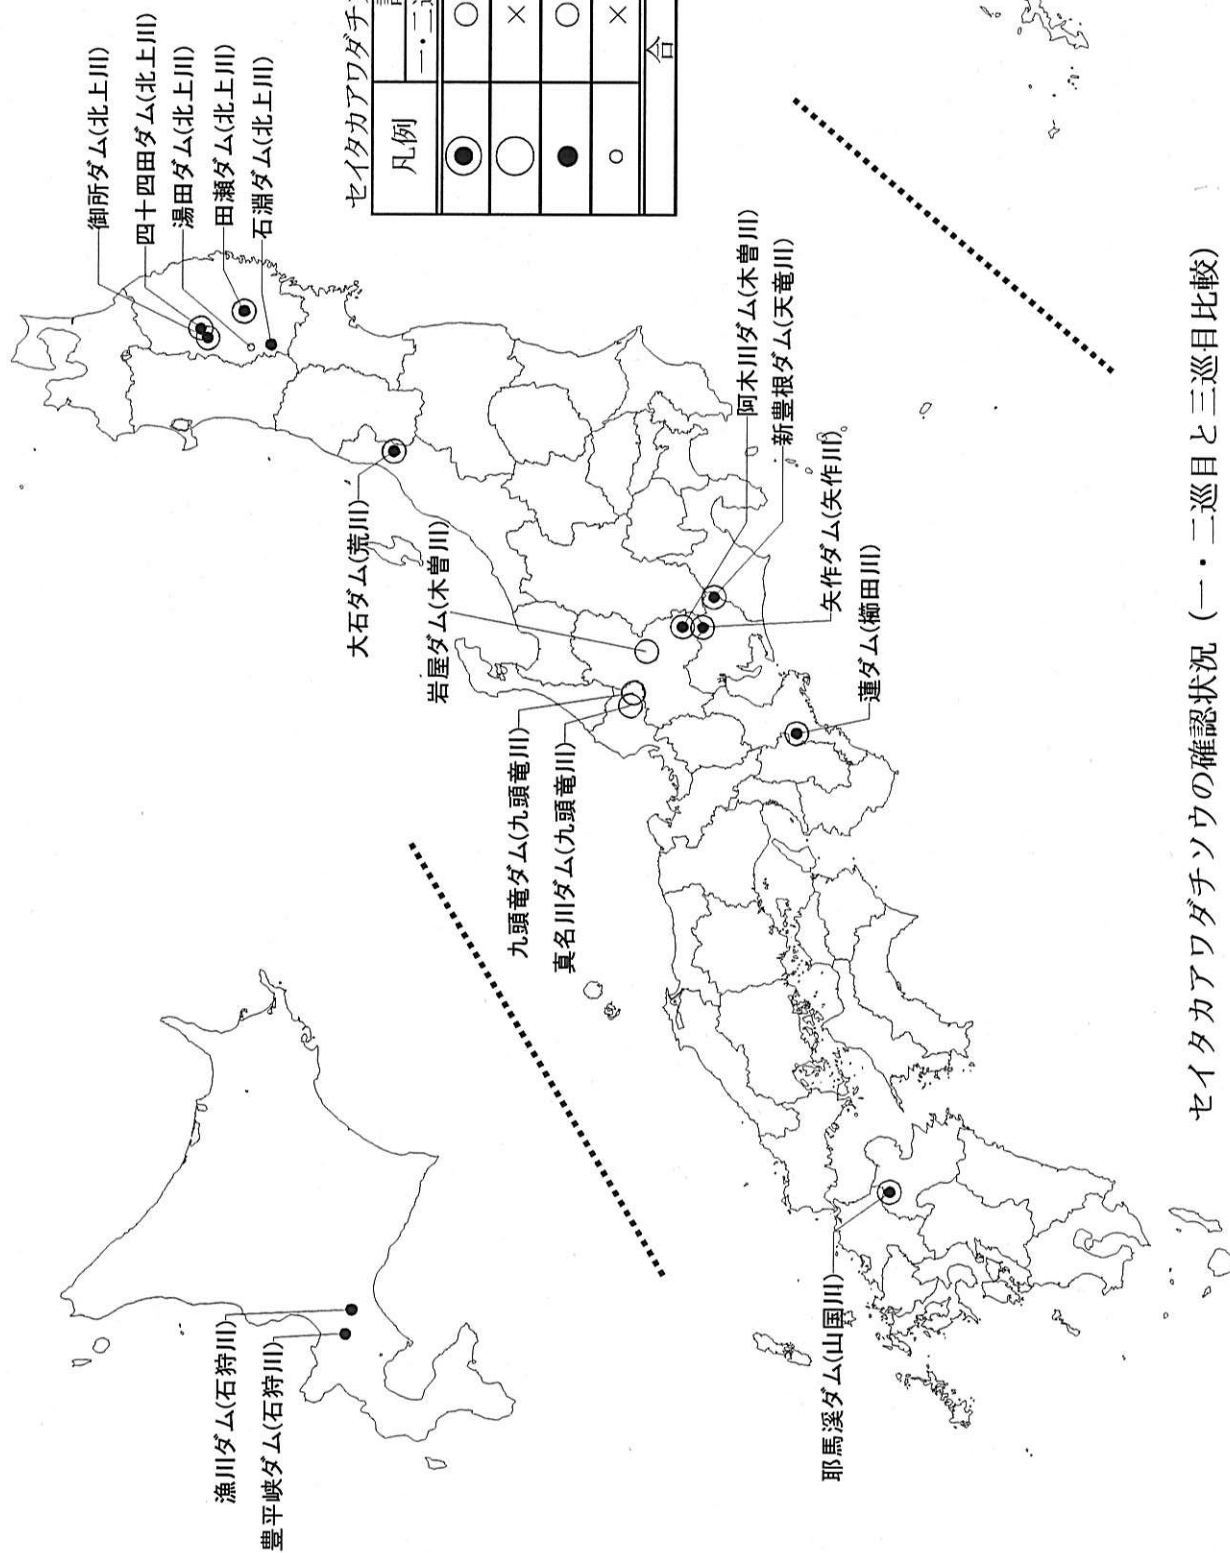 御所ダム(北上川)
四十四田ダム(北上川)
湯田ダム(北上川)
田瀬ダム(北上川)
石淵ダム(北上川)
セイタカアワダチソ
凡例
一・二巡
◎ ○
○ ×
● ○
○ ×
合
大石ダム(荒川)
岩屋ダム(木曽川)
九頭竜ダム(九頭竜川)
真名川ダム(九頭竜川)
阿木川ダム(木曽川)
新豊根ダム(天竜川)
矢作ダム(矢作川)
蓮ダム(櫛田川)
漁川ダム(石狩川)
豊平峡ダム(石狩川)
耶馬溪ダム(山国川)
セイタカアワダチソウの確認状況 (一・二巡目と三巡目比較)